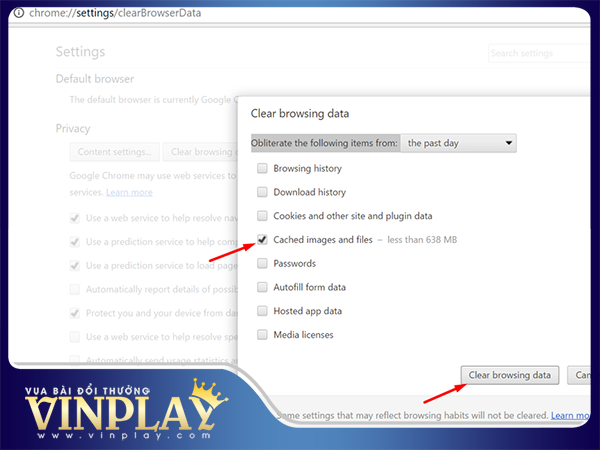 chrome://settings/clearBrowserData
Settings
Search settings
Default browser
The default browser is currently Google C
Privacy
Content settings...
Clear browsing
Google Chrome may use web services to
services. Learn more
Use a web service to help resolve nav
Use a prediction service to help comp
Use a prediction service to load page
Automatically report details of possib
Protect you and your device from dan
Use a web service to help resolve spe
Automatically send usage statistics a
Clear browsing data
Obliterate the following items from: the past day
Browsing history
Download history
Cookies and other site and plugin data
Cached images and files – less than 638 MB
Passwords
Autofill form data
Hosted app data
Media licenses
Clear browsing data
Can
ome settings that may reflect browsing habits will not be cleared. Learn mo
VUA BÀI ĐỔI THƯỞNG
VINPLAY
www.vinplay.com